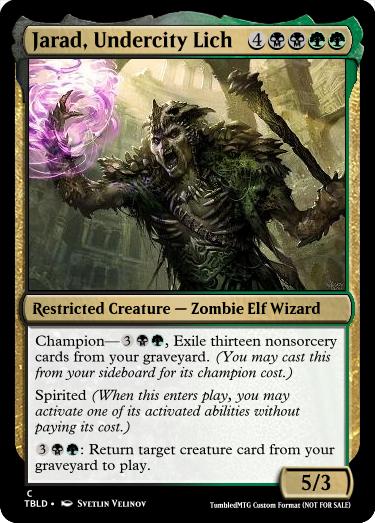 Jarad, Undercity Lich 4
Restricted Creature — Zombie Elf Wizard
Champion—3, Exile thirteen nonsorcery
cards from your graveyard. (You may cast this
from your sideboard for its champion cost.)
Spirited (When this enters play, you may
activate one of its activated abilities without
paying its cost.)
3: Return target creature card from your
graveyard to play.
5/3
C
TBLD • Svetlin Velinov
TumbledMTG Custom Format (NOT FOR SALE)